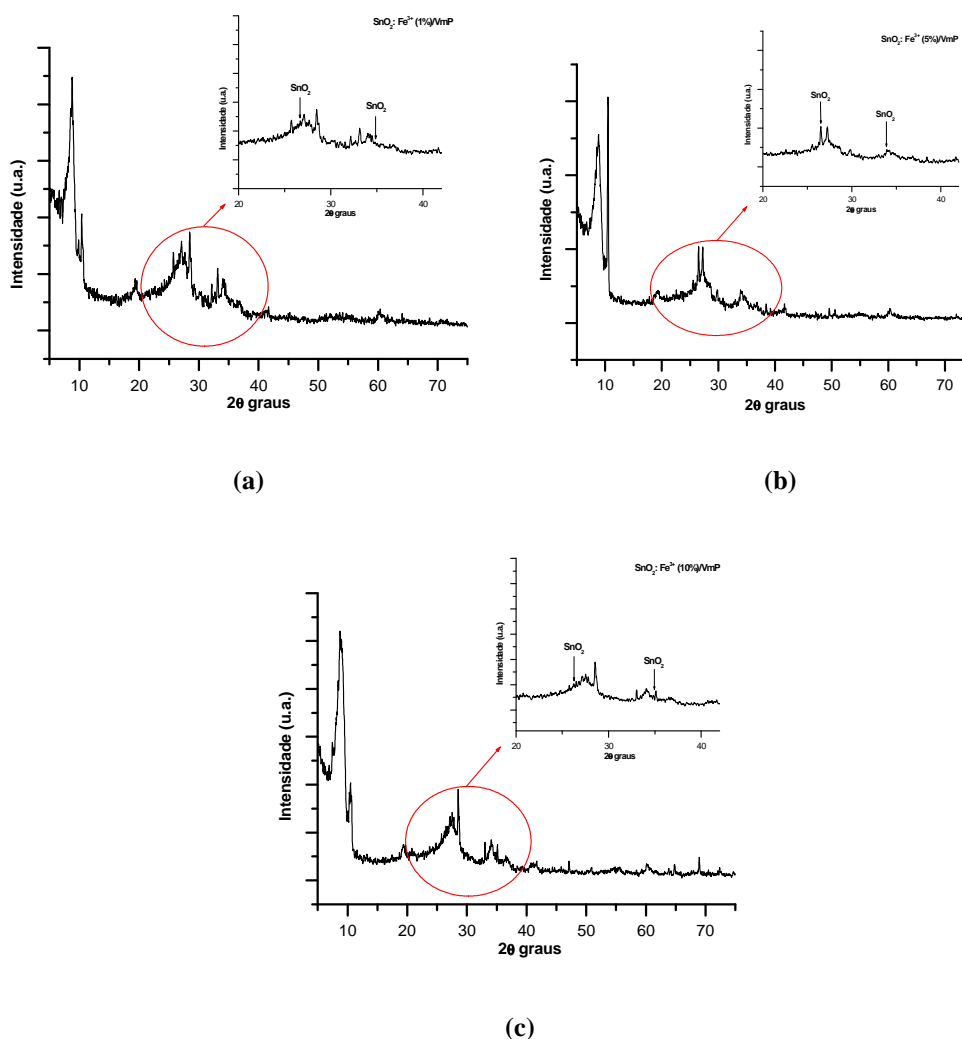 SnO₂: F³⁺ (1%)/VmP
SnO₂
SnO₂
Intensidade (u.a.)
20 30 40
2θ graus
Intensidade (u.a.)
10 20 30 40 50 60 70
2θ graus
(a)
SnO₂: Fe³⁺ (5%)/VmP
SnO₂
SnO₂
Intensidade (u.a.)
20 30 40
2θ graus
Intensidade (u.a.)
10 20 30 40 50 60 70
2θ graus
(b)
SnO₂: Fe³⁺ (10%)/VmP
SnO₂
SnO₂
Intensidade (u.a.)
20 30 40
2θ graus
Intensidade (u.a.)
10 20 30 40 50 60 70
2θ graus
(c)